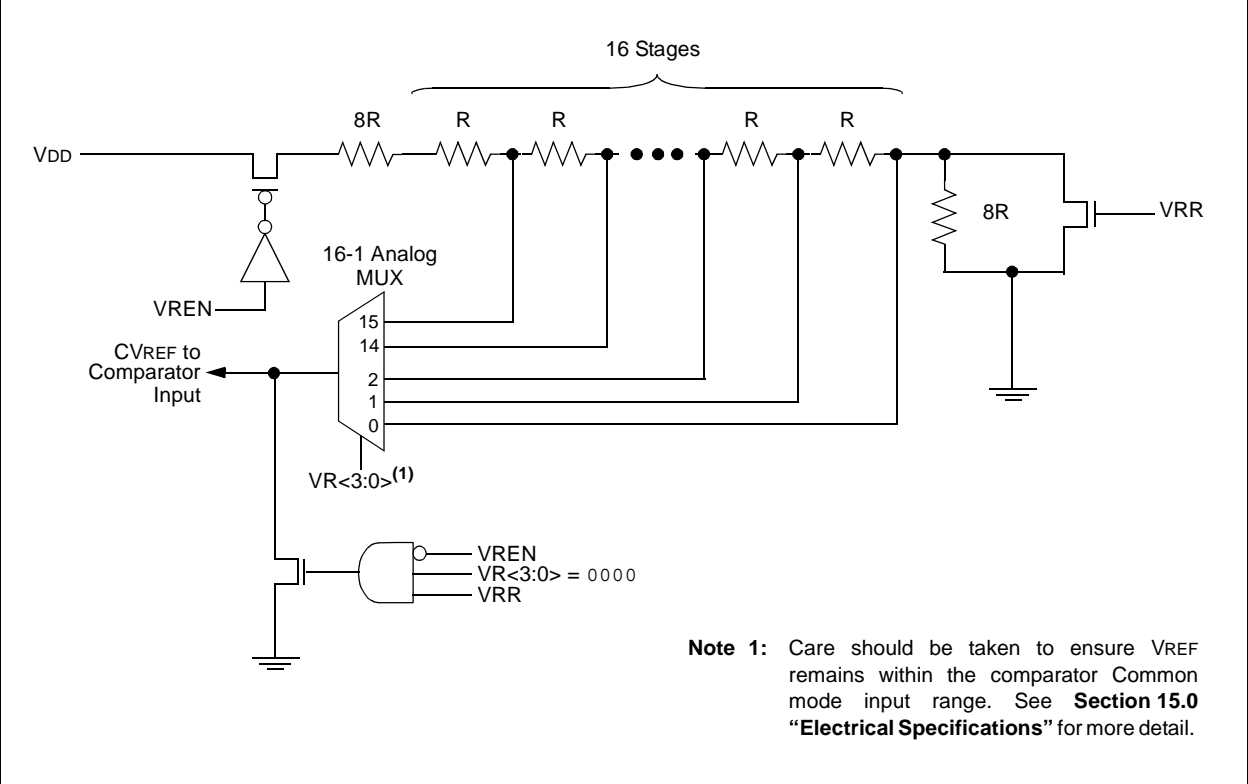 16 Stages
8R R R R R
VDD
8R
VRR
16-1 Analog
MUX
VREN
15
14
2
1
0
CVREF to
Comparator
Input
VR<3:0>(1)
VREN
VR<3:0> = 0000
VRR
Note 1: Care should be taken to ensure VREF
remains within the comparator Common
mode input range. See Section 15.0
“Electrical Specifications” for more detail.